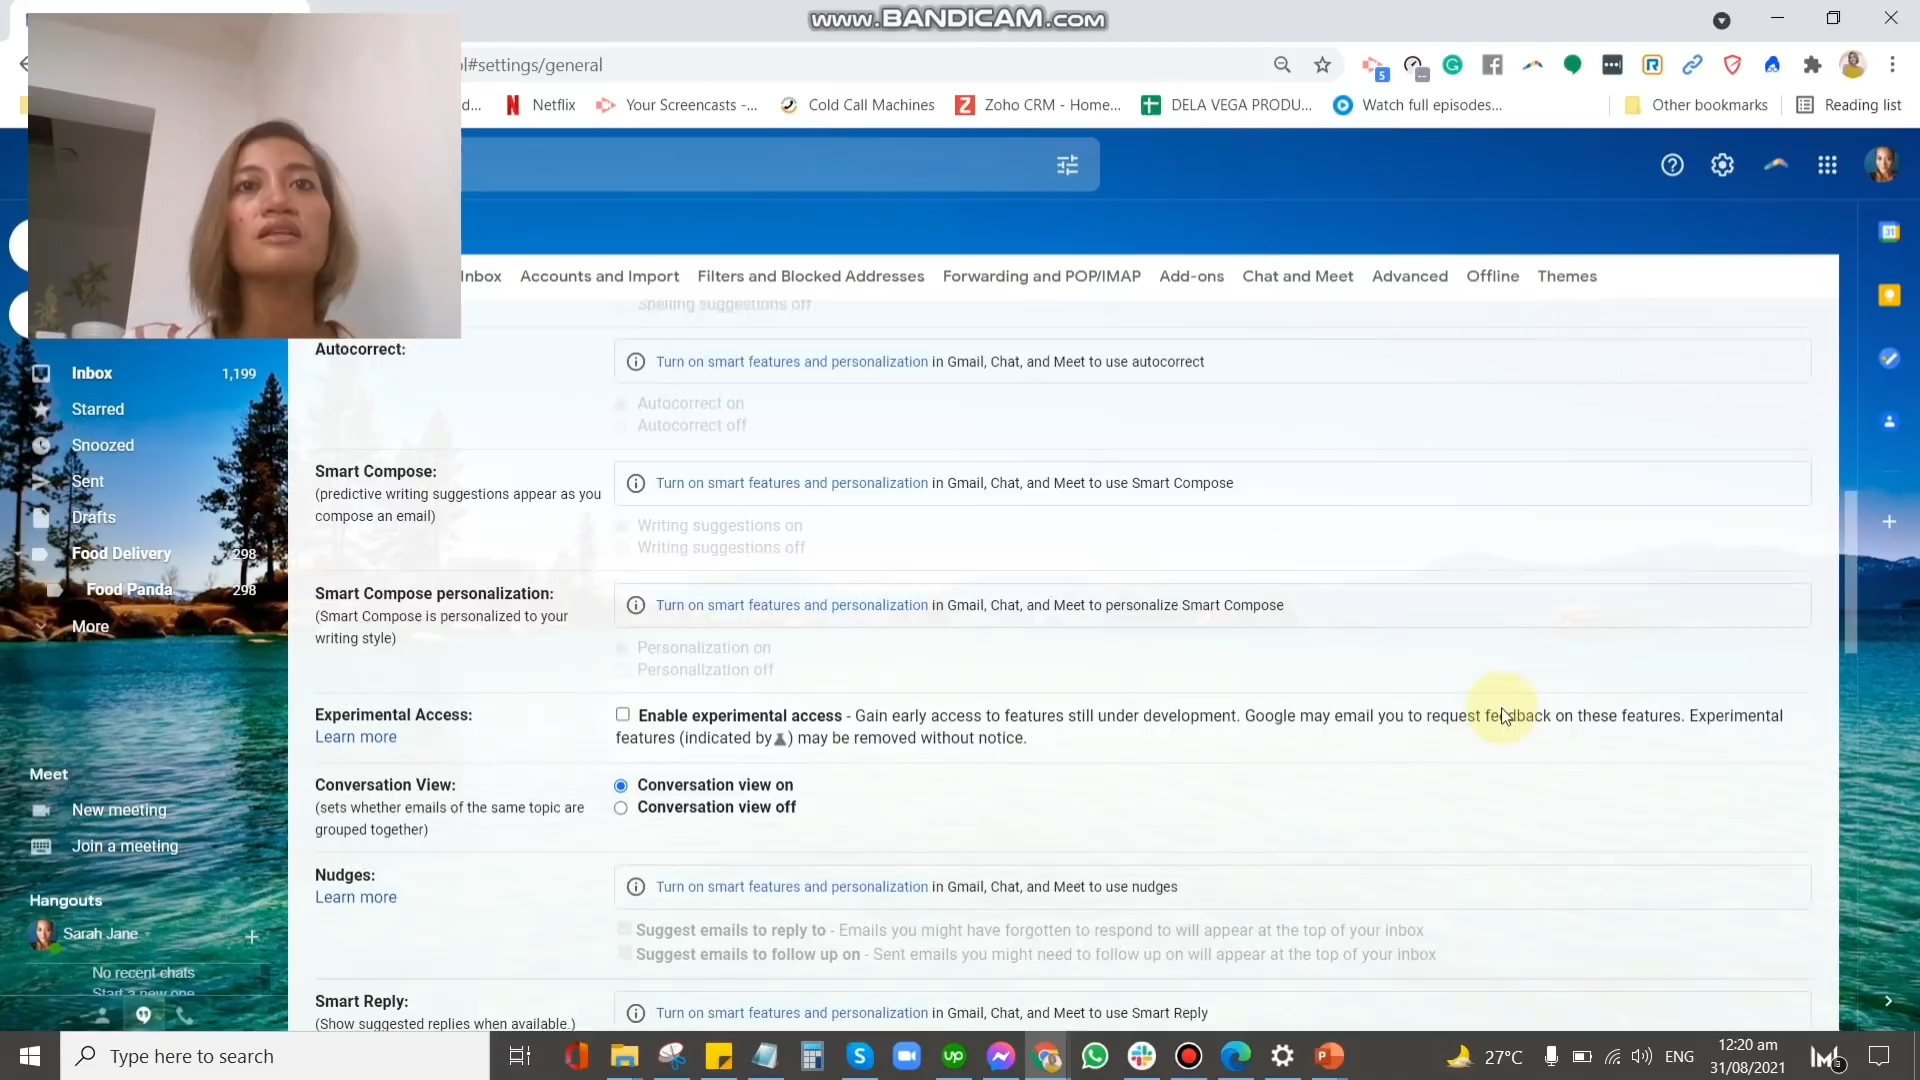 www.BANDICAM.com
l#settings/general
5
d...
Netflix
Your Screencasts -...
Cold Call Machines
Zoho CRM - Home...
DELA VEGA PRODU...
Watch full episodes...
Other bookmarks
Reading list
Inbox
Accounts and Import
Filters and Blocked Addresses
Forwarding and POP/IMAP
Add-ons
Chat and Meet
Advanced
Offline
Themes
Spelling suggestions off
Autocorrect:
Turn on smart features and personalization in Gmail, Chat, and Meet to use autocorrect
Autocorrect on
Autocorrect off
Smart Compose:
(predictive writing suggestions appear as you
compose an email)
Turn on smart features and personalization in Gmail, Chat, and Meet to use Smart Compose
Writing suggestions on
Writing suggestions off
Smart Compose personalization:
(Smart Compose is personalized to your
writing style)
Turn on smart features and personalization in Gmail, Chat, and Meet to personalize Smart Compose
Personalization on
Personalization off
Experimental Access:
Learn more
Enable experimental access - Gain early access to features still under development. Google may email you to request feedback on these features. Experimental
features (indicated by ) may be removed without notice.
Conversation View:
(sets whether emails of the same topic are
grouped together)
Conversation view on
Conversation view off
Nudges:
Learn more
Turn on smart features and personalization in Gmail, Chat, and Meet to use nudges
Suggest emails to reply to - Emails you might have forgotten to respond to will appear at the top of your inbox
Suggest emails to follow up on - Sent emails you might need to follow up on will appear at the top of your inbox
Smart Reply:
(Show suggested replies when available.)
Turn on smart features and personalization in Gmail, Chat, and Meet to use Smart Reply
Inbox 1,199
Starred
Snoozed
Sent
Drafts
Food Delivery 298
Food Panda 298
More
Meet
New meeting
Join a meeting
Hangouts
Sarah Jane
No recent chats
Start a new one
31
Type here to search
up
27°C
ENG
12:20 am
31/08/2021
3